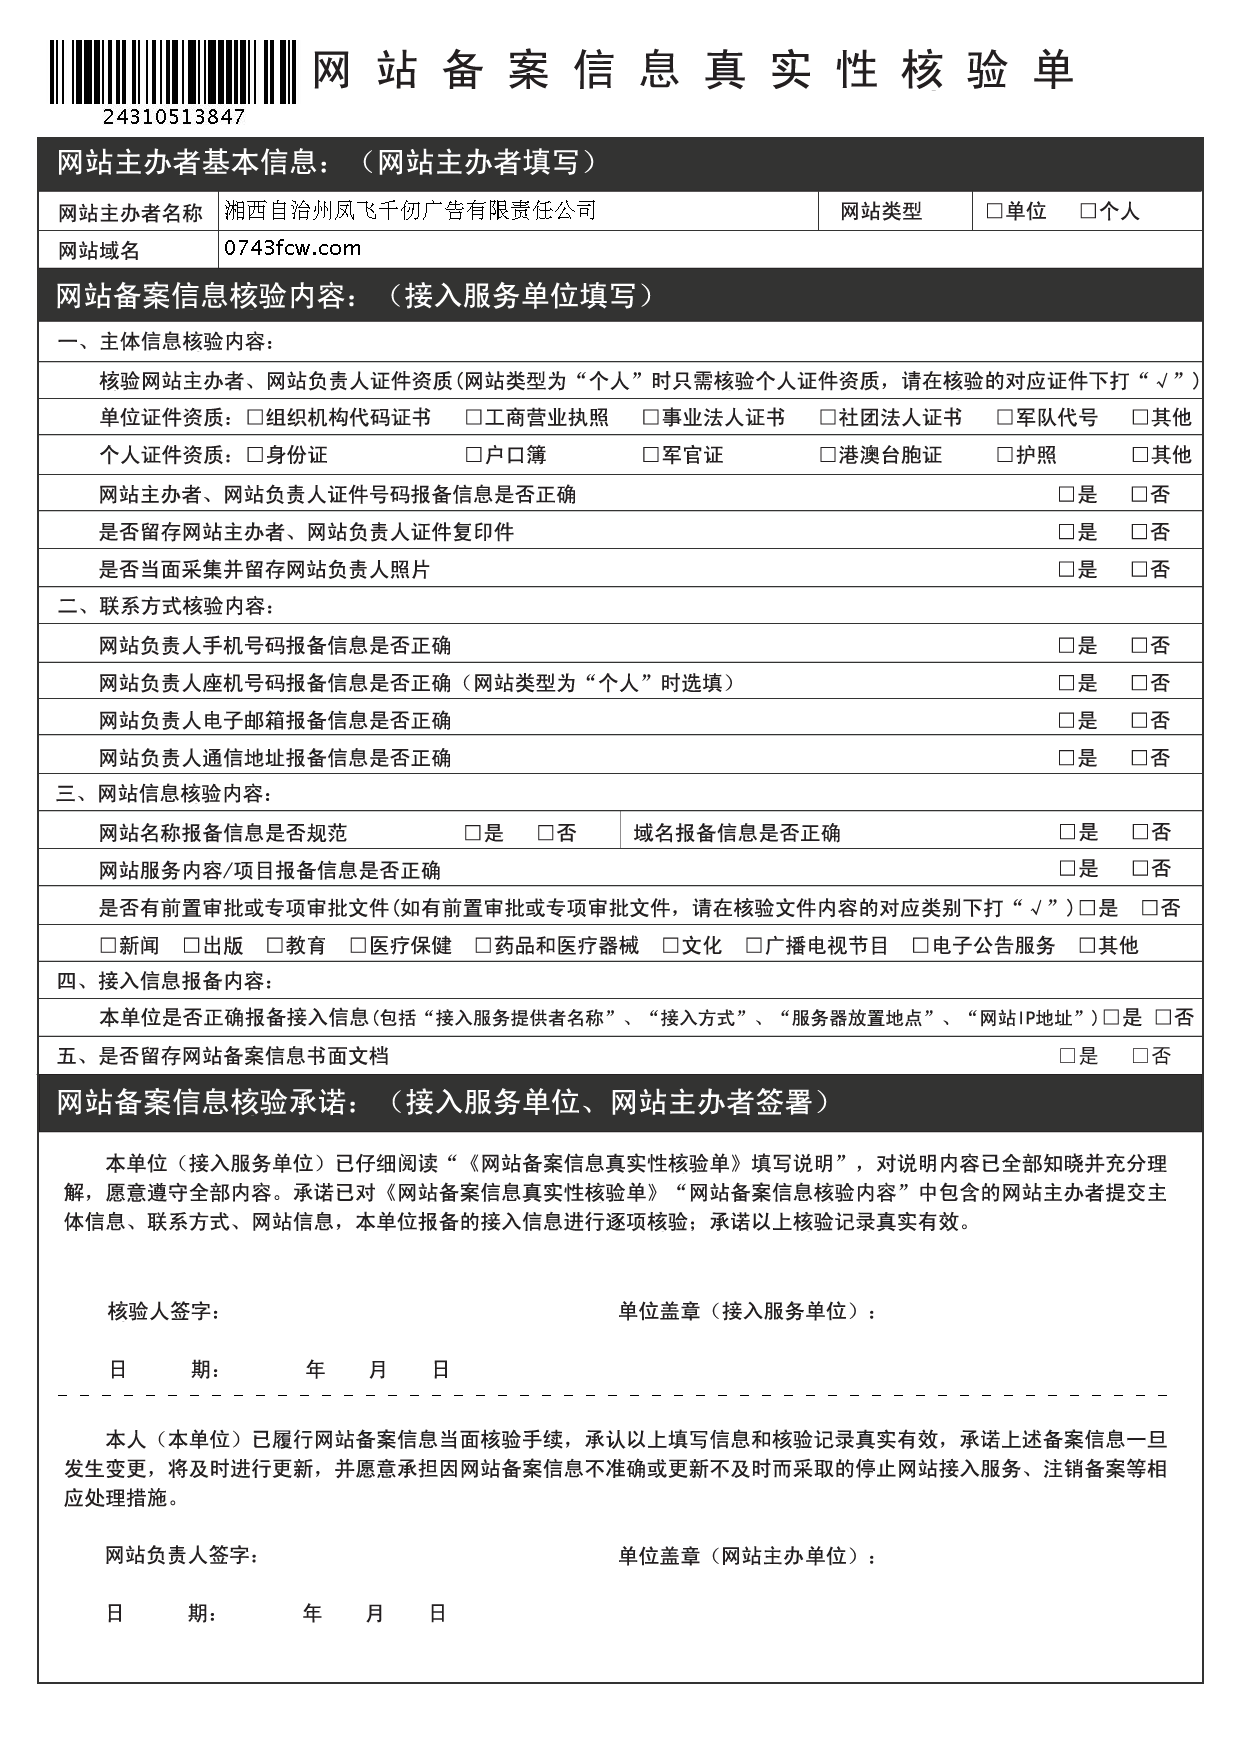 网站备案信息真实性核验单
24310513847
网站主办者基本信息：（网站主办者填写）
网站主办者名称 湘西自治州凤飞千仞广告有限责任公司 网站类型 □单位 □个人
网站域名 0743fcw.com
网站备案信息核验内容：（接入服务单位填写）
一、主体信息核验内容：
核验网站主办者、网站负责人证件资质(网站类型为“个人”时只需核验个人证件资质，请在核验的对应证件下打“√”)
单位证件资质：□组织机构代码证书 □工商营业执照 □事业法人证书 □社团法人证书 □军队代号 □其他
个人证件资质：□身份证 □户口簿 □军官证 □港澳台胞证 □护照 □其他
网站主办者、网站负责人证件号码报备信息是否正确 □是 □否
是否留存网站主办者、网站负责人证件复印件 □是 □否
是否当面采集并留存网站负责人照片 □是 □否
二、联系方式核验内容：
网站负责人手机号码报备信息是否正确 □是 □否
网站负责人座机号码报备信息是否正确（网站类型为“个人”时选填） □是 □否
网站负责人电子邮箱报备信息是否正确 □是 □否
网站负责人通信地址报备信息是否正确 □是 □否
三、网站信息核验内容：
网站名称报备信息是否规范 □是 □否 域名报备信息是否正确 □是 □否
网站服务内容/项目报备信息是否正确 □是 □否
是否有前置审批或专项审批文件(如有前置审批或专项审批文件，请在核验文件内容的对应类别下打“√”)□是 □否
□新闻 □出版 □教育 □医疗保健 □药品和医疗器械 □文化 □广播电视节目 □电子公告服务 □其他
四、接入信息报备内容：
本单位是否正确报备接入信息(包括“接入服务提供者名称”、“接入方式”、“服务器放置地点”、“网站IP地址”)□是 □否
五、是否留存网站备案信息书面文档 □是 □否
网站备案信息核验承诺：（接入服务单位、网站主办者签署）
本单位（接入服务单位）已仔细阅读“《网站备案信息真实性核验单》填写说明”，对说明内容已全部知晓并充分理
解，愿意遵守全部内容。承诺已对《网站备案信息真实性核验单》“网站备案信息核验内容”中包含的网站主办者提交主
体信息、联系方式、网站信息，本单位报备的接入信息进行逐项核验；承诺以上核验记录真实有效。
核验人签字： 单位盖章（接入服务单位）：
日 期： 年 月 日
本人（本单位）已履行网站备案信息当面核验手续，承认以上填写信息和核验记录真实有效，承诺上述备案信息一旦
发生变更，将及时进行更新，并愿意承担因网站备案信息不准确或更新不及时而采取的停止网站接入服务、注销备案等相
应处理措施。
网站负责人签字： 单位盖章（网站主办单位）：
日 期： 年 月 日